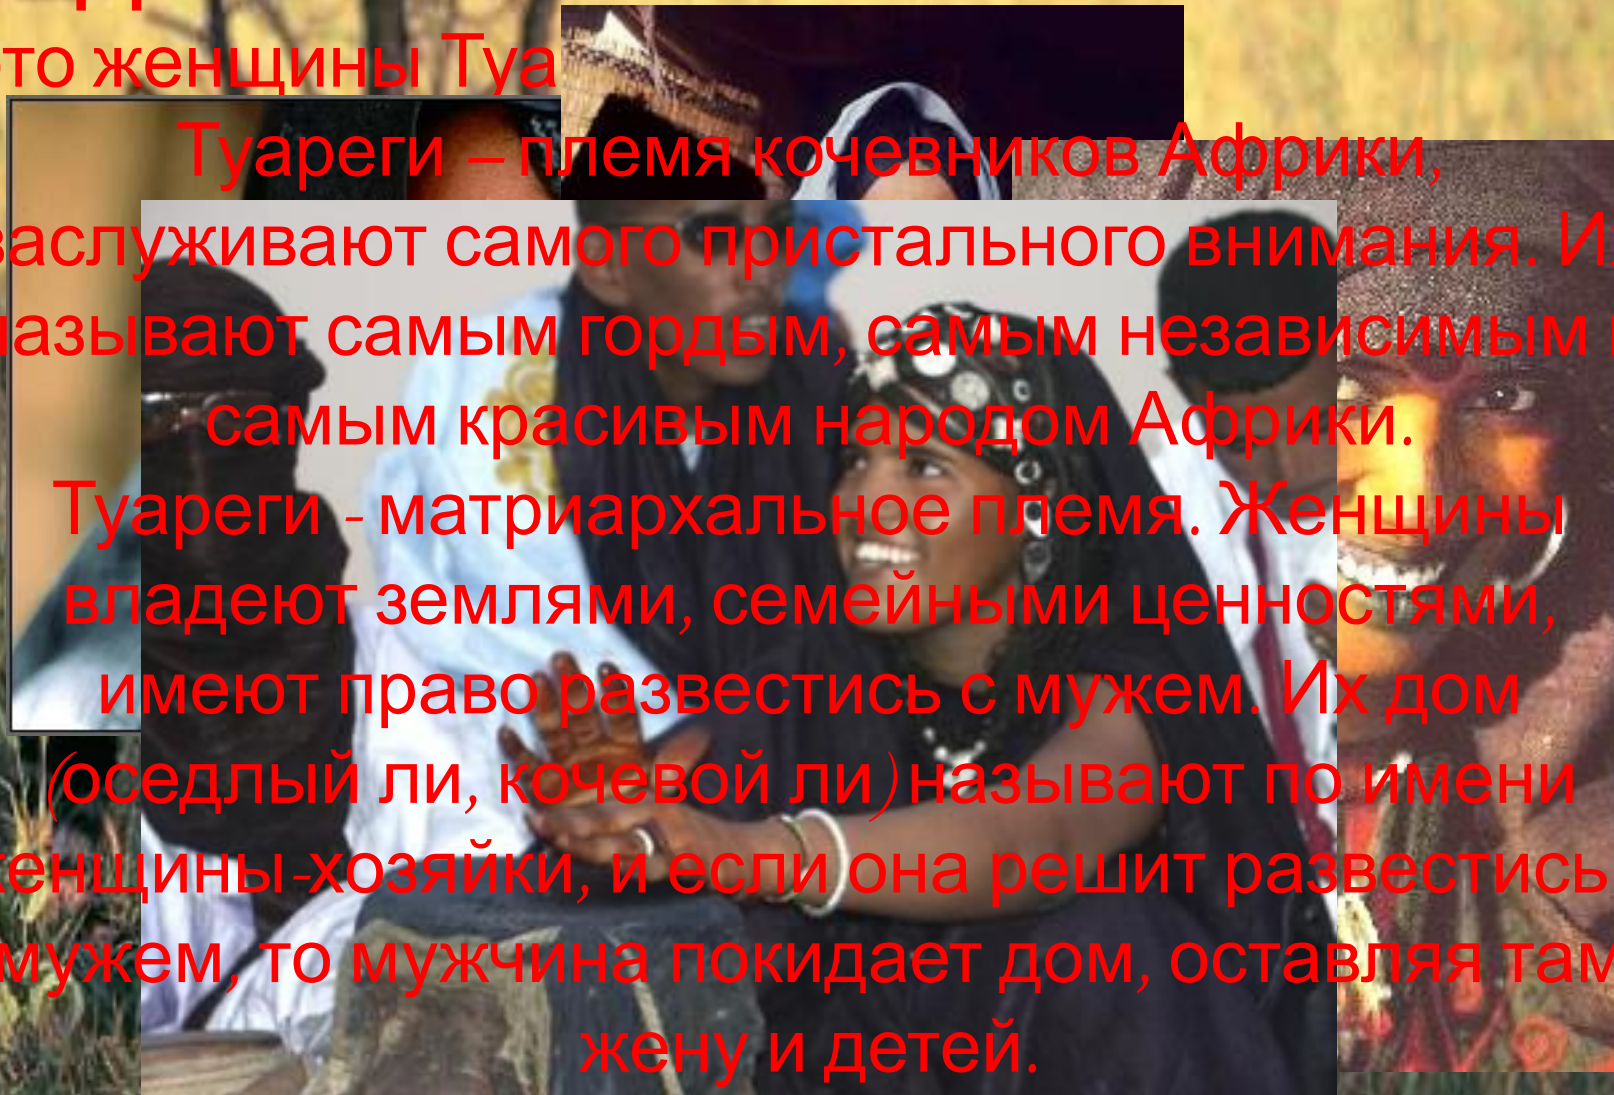 то женщины Туа
Туареги – племя кочевников Африки,
заслуживают самого пристального внимания. Их
называют самым гордым, самым независимым и
самым красивым народом Африки.
Туареги - матриархальное племя. Женщины
владеют землями, семейными ценностями,
имеют право развестись с мужем. Их дом
(оседлый ли, кочевой ли) называют по имени
женщины-хозяйки, и если она решит развестись
мужем, то мужчина покидает дом, оставляя там
жену и детей.